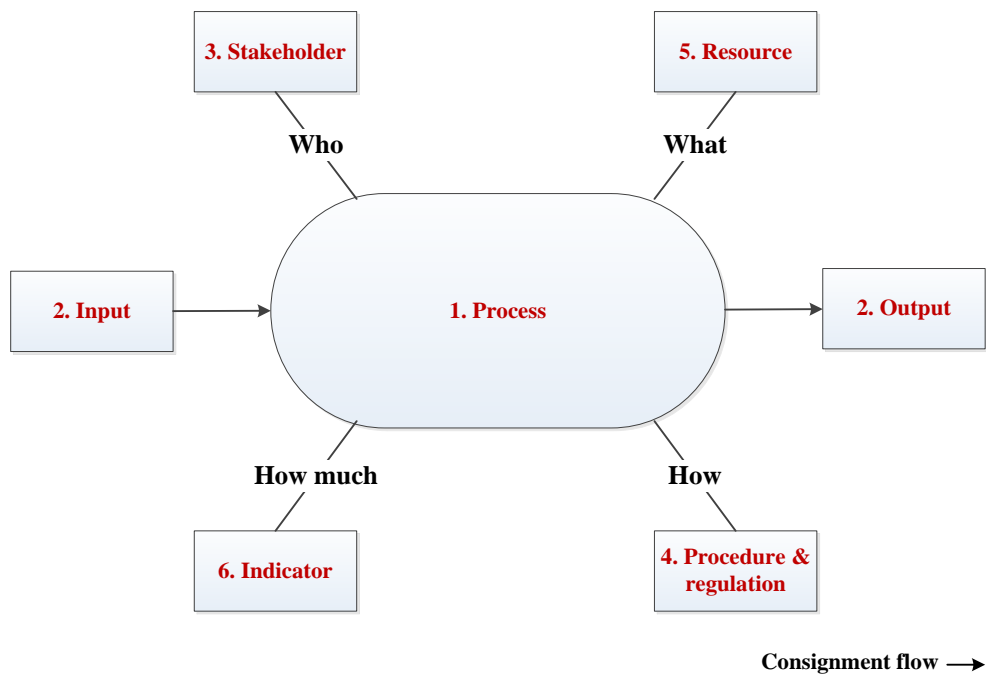 3. Stakeholder
5. Resource
Who
What
2. Input
1. Process
2. Output
How much
How
6. Indicator
4. Procedure &
regulation
Consignment flow